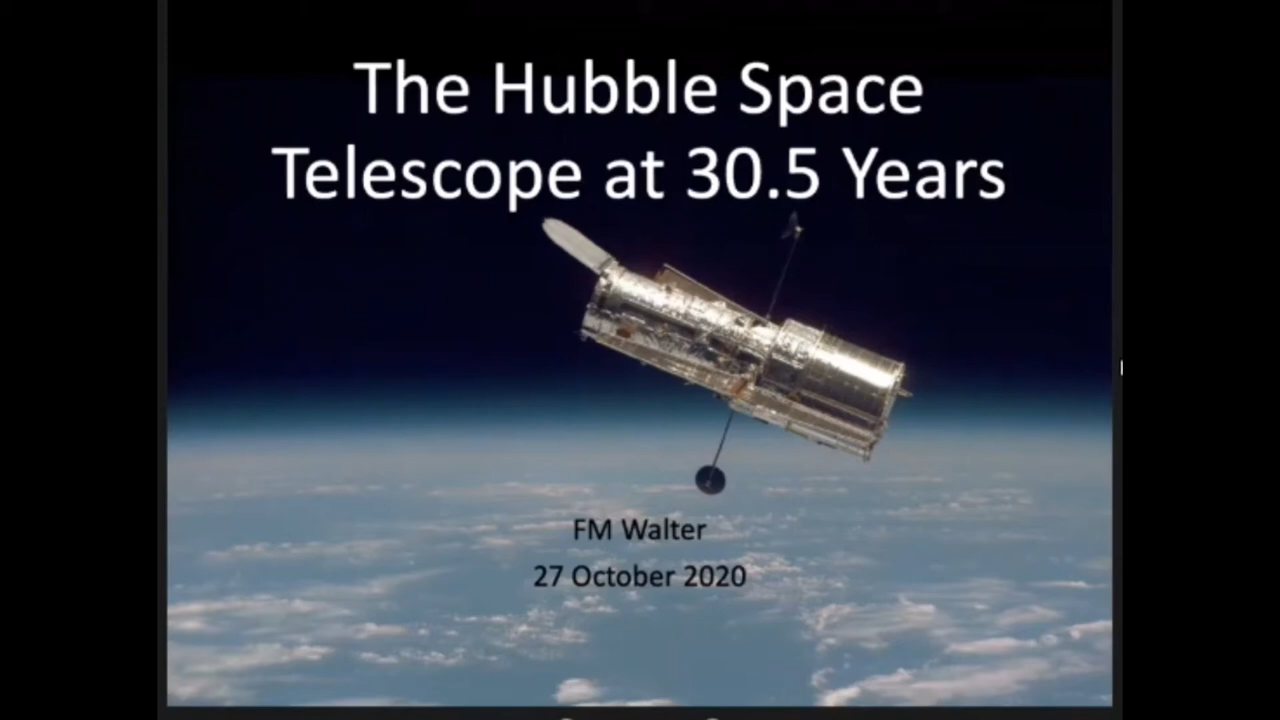 The Hubble Space
Telescope at 30.5 Years
FM Walter
27 October 2020